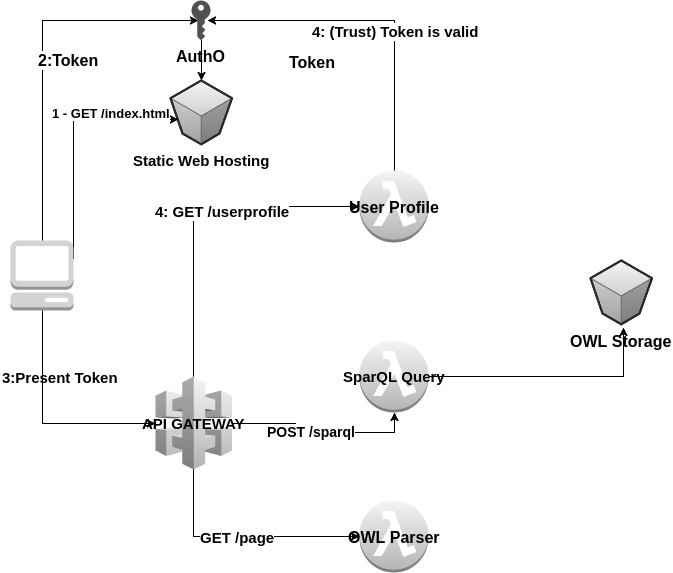 4: (Trust) Token is valid
AuthO
2:Token
Token
1 - GET /index.html
Static Web Hosting
4: GET /userprofile
User Profile
OWL Storage
3:Present Token
SparQL Query
API GATEWAY
POST /sparql
GET /page
OWL Parser